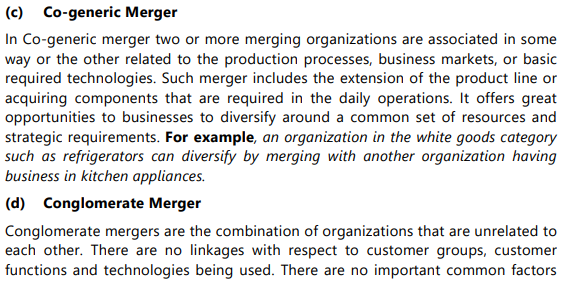 (c) Co-generic Merger
In Co-generic merger two or more merging organizations are associated in some
way or the other related to the production processes, business markets, or basic
required technologies. Such merger includes the extension of the product line or
acquiring components that are required in the daily operations. It offers great
opportunities to businesses to diversify around a common set of resources and
strategic requirements. For example, an organization in the white goods category
such as refrigerators can diversify by merging with another organization having
business in kitchen appliances.
(d) Conglomerate Merger
Conglomerate mergers are the combination of organizations that are unrelated to
each other. There are no linkages with respect to customer groups, customer
functions and technologies being used. There are no important common factors